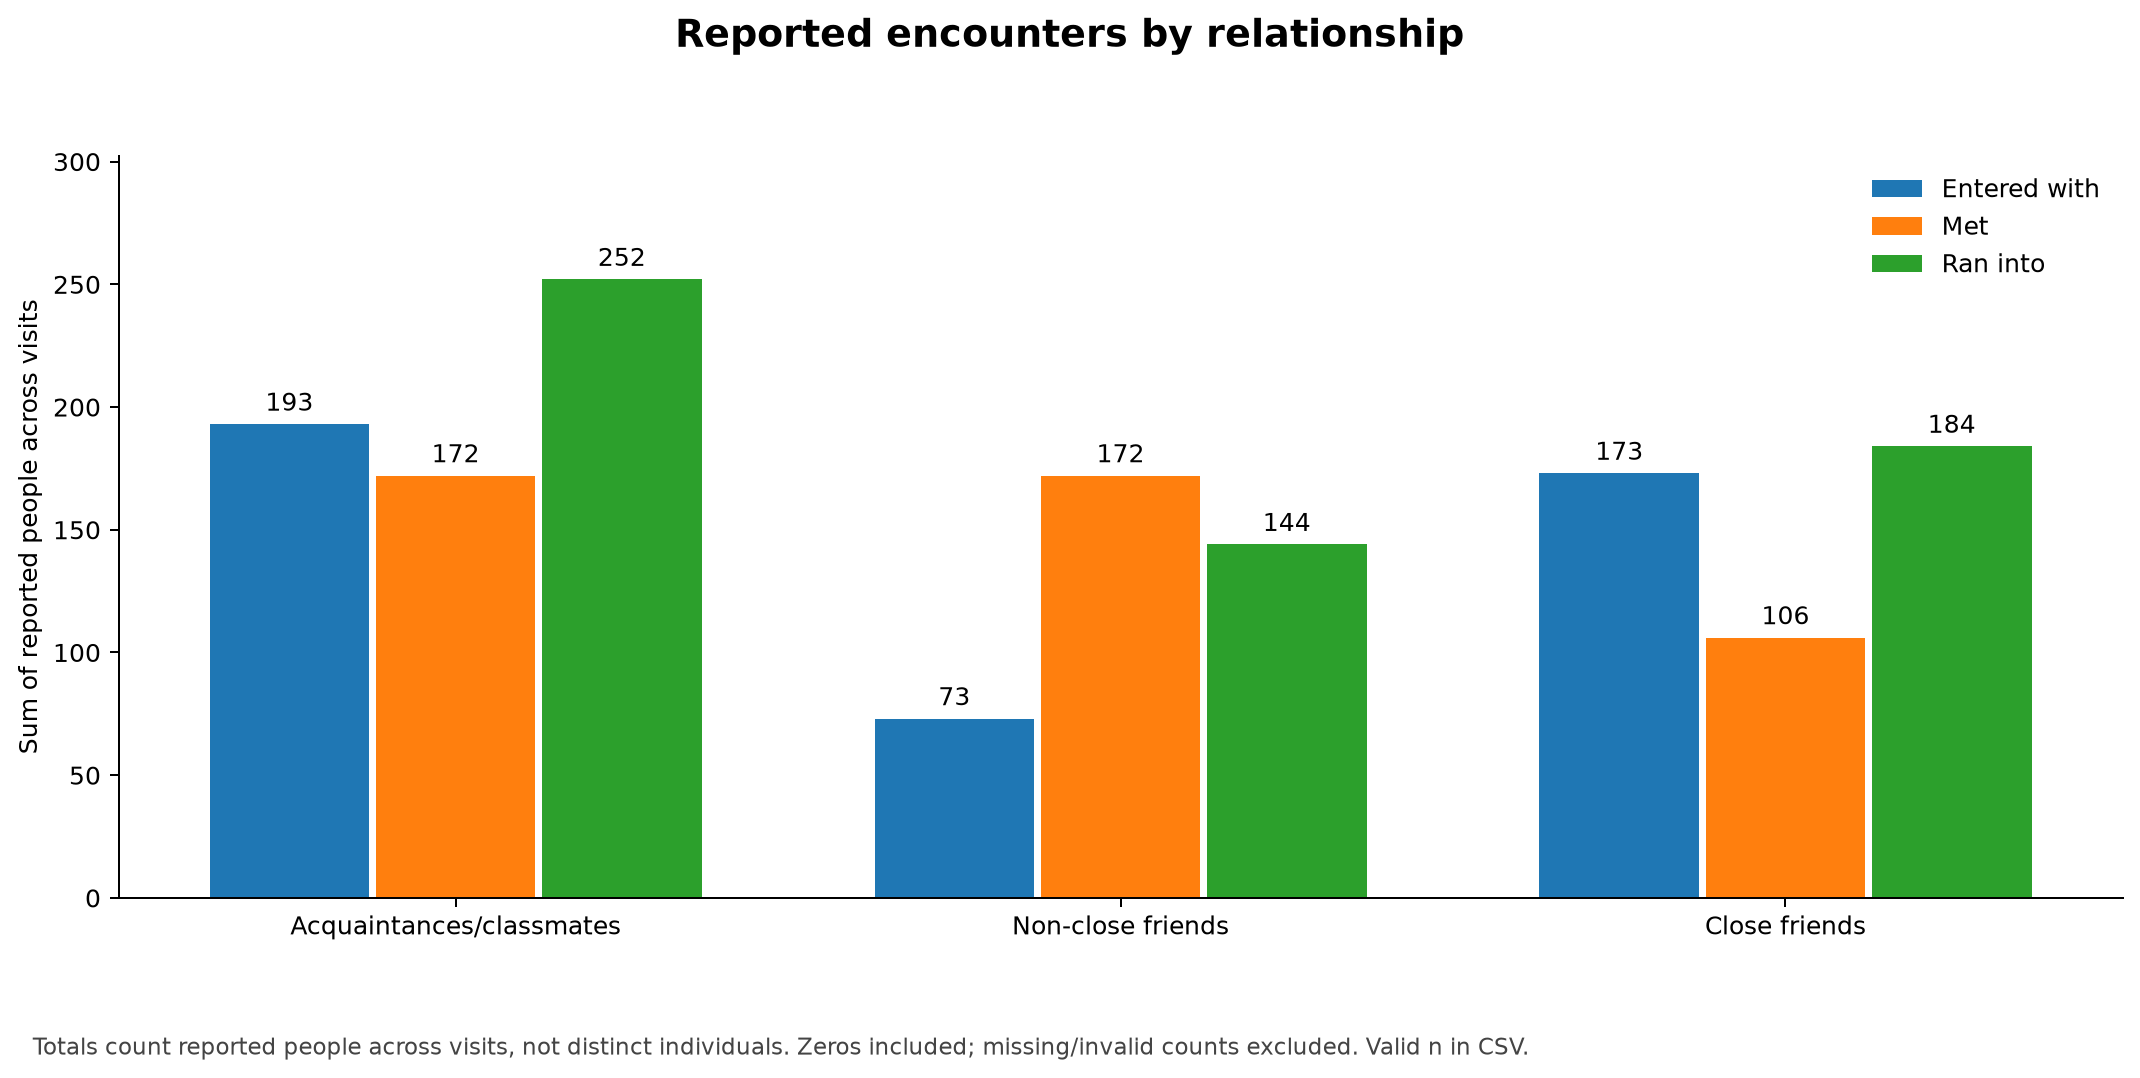 Reported encounters by relationship
Sum of reported people across visits
300
250
200
150
100
50
0
Entered with
Met
Ran into
193
172
252
73
172
144
173
106
184
Acquaintances/classmates
Non-close friends
Close friends
Totals count reported people across visits, not distinct individuals. Zeros included; missing/invalid counts excluded. Valid n in CSV.